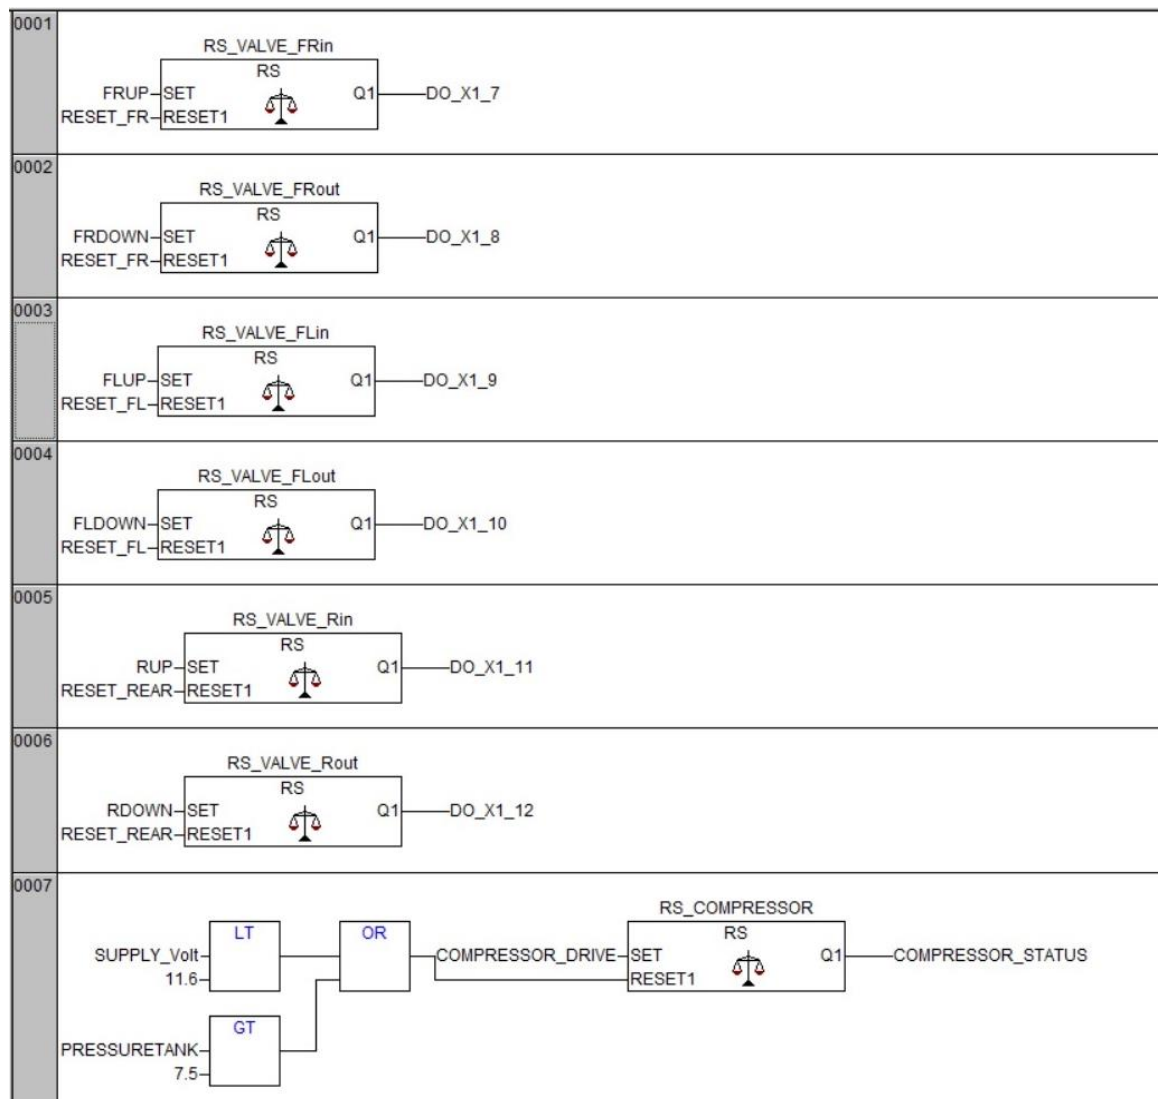 0001
RS_VALVE_FRin
RS
FRUP SET Q1 DO_X1_7
RESET_FR RESET1
0002
RS_VALVE_FRout
RS
FRDOWN SET Q1 DO_X1_8
RESET_FR RESET1
0003
RS_VALVE_FLin
RS
FLUP SET Q1 DO_X1_9
RESET_FL RESET1
0004
RS_VALVE_FLout
RS
FLDOWN SET Q1 DO_X1_10
RESET_FL RESET1
0005
RS_VALVE_Rin
RS
RUP SET Q1 DO_X1_11
RESET_REAR RESET1
0006
RS_VALVE_Rout
RS
RDOWN SET Q1 DO_X1_12
RESET_REAR RESET1
0007
RS_COMPRESSOR
LT OR RS
SUPPLY_Volt COMPRESSOR_DRIVE SET Q1 COMPRESSOR_STATUS
11.6 RESET1
GT
PRESSURETANK
7.5